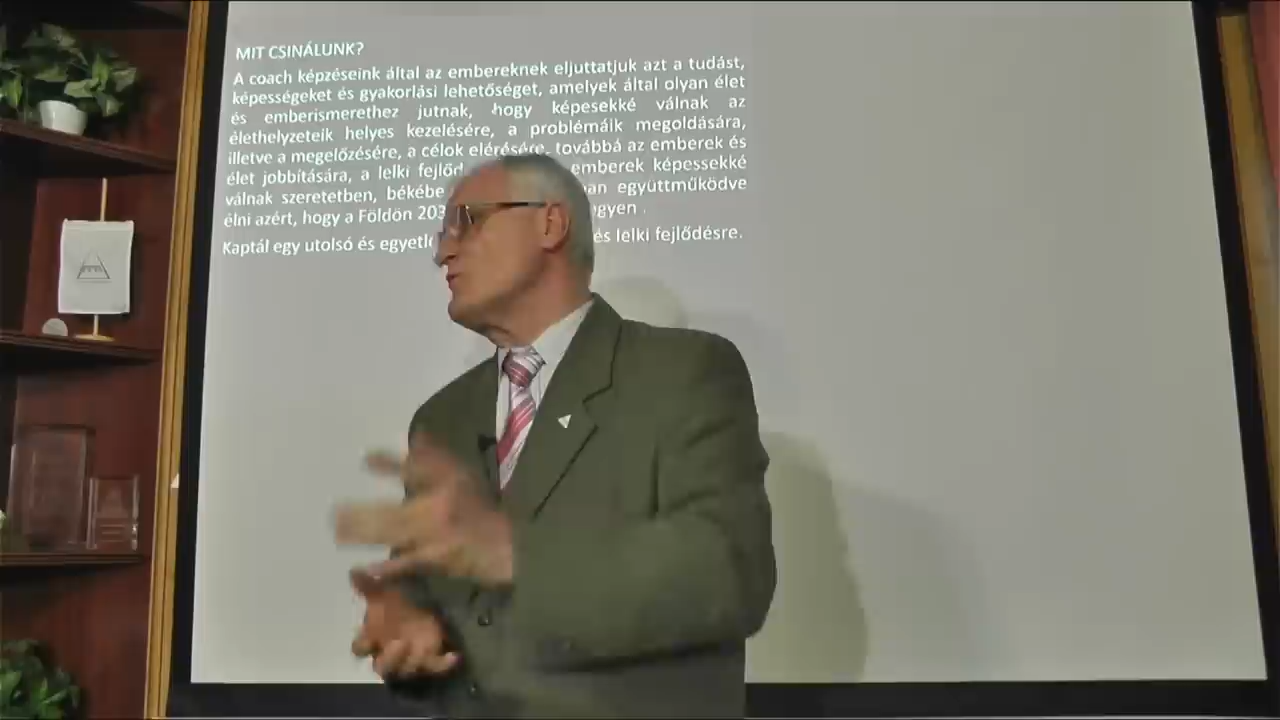 MIT CSINÁLUNK?
A coach képzéseink által az embereknek eljuttatjuk azt a tudást,
képességeket és gyakorlási lehetőséget, amelyek által olyan élet
és emberismerethez jutnak, hogy képesekké válnak az
élethelyzeteik helyes kezelésére, a problémáik megoldására,
illetve a megelőzésére, a célok elérésére, továbbá az emberek és
élet jobbítására, a lelki emberek képessekké
válnak szeretetben, együttműködve
élni azért, hogy a Földön
Kaptál egy utolsó és és lelki fejlődésre.